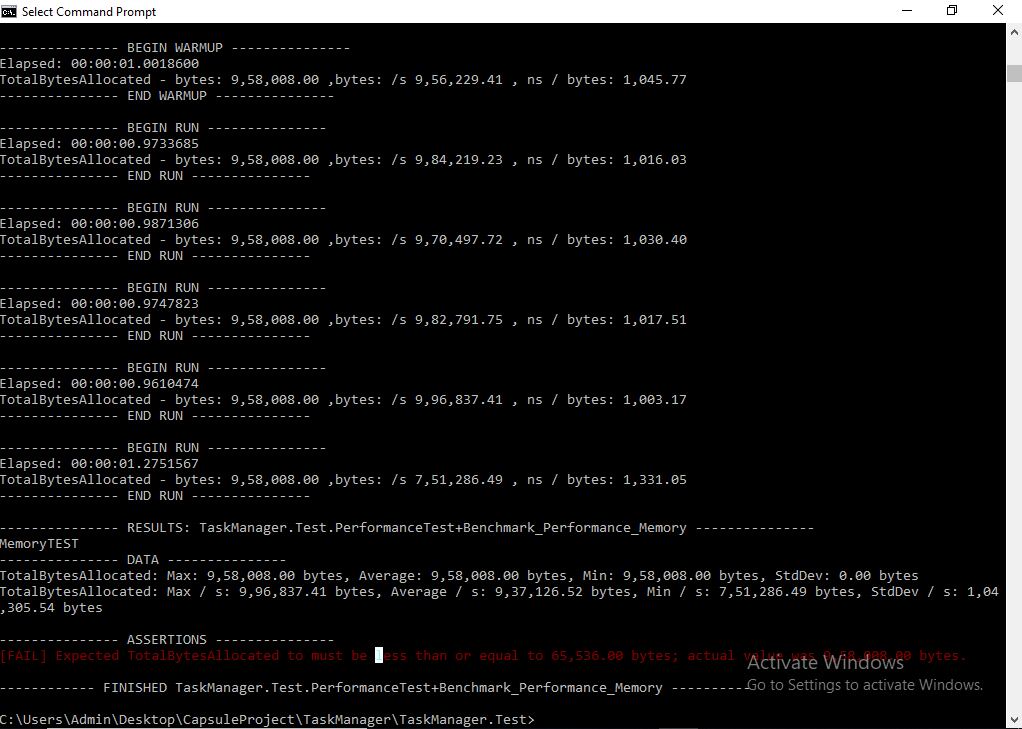 Select Command Prompt
--------------- BEGIN WARMUP ---------------
Elapsed: 00:00:01.0018600
TotalBytesAllocated - bytes: 9,58,008.00 ,bytes: /s 9,56,229.41 , ns / bytes: 1,045.77
--------------- END WARMUP ---------------
--------------- BEGIN RUN ---------------
Elapsed: 00:00:00.9733685
TotalBytesAllocated - bytes: 9,58,008.00 ,bytes: /s 9,84,219.23 , ns / bytes: 1,016.03
--------------- END RUN ---------------
--------------- BEGIN RUN ---------------
Elapsed: 00:00:00.9871306
TotalBytesAllocated - bytes: 9,58,008.00 ,bytes: /s 9,70,497.72 , ns / bytes: 1,030.40
--------------- END RUN ---------------
--------------- BEGIN RUN ---------------
Elapsed: 00:00:00.9747823
TotalBytesAllocated - bytes: 9,58,008.00 ,bytes: /s 9,82,791.75 , ns / bytes: 1,017.51
--------------- END RUN ---------------
--------------- BEGIN RUN ---------------
Elapsed: 00:00:00.9610474
TotalBytesAllocated - bytes: 9,58,008.00 ,bytes: /s 9,96,837.41 , ns / bytes: 1,003.17
--------------- END RUN ---------------
--------------- BEGIN RUN ---------------
Elapsed: 00:00:01.2751567
TotalBytesAllocated - bytes: 9,58,008.00 ,bytes: /s 7,51,286.49 , ns / bytes: 1,331.05
--------------- END RUN ---------------
--------------- RESULTS: TaskManager.Test.PerformanceTest+Benchmark_Performance_Memory ---------------
MemoryTEST
--------------- DATA ---------------
TotalBytesAllocated: Max: 9,58,008.00 bytes, Average: 9,58,008.00 bytes, Min: 9,58,008.00 bytes, StdDev: 0.00 bytes
TotalBytesAllocated: Max / s: 9,96,837.41 bytes, Average / s: 9,37,126.52 bytes, Min / s: 7,51,286.49 bytes, StdDev / s: 1,04
,305.54 bytes
--------------- ASSERTIONS ---------------
[FAIL] Expected TotalBytesAllocated to must be less than or equal to 65,536.00 bytes; actual value was 9,58,008.00 bytes.
------------ FINISHED TaskManager.Test.PerformanceTest+Benchmark_Performance_Memory ----------
C:\Users\Admin\Desktop\CapsuleProject\TaskManager\TaskManager.Test>
Activate Windows
Go to Settings to activate Windows.